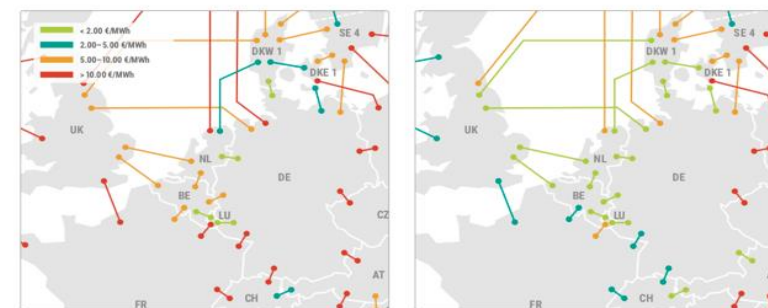 < 2.00 €/MWh
2.00–5.00 €/MWh
5.00–10.00 €/MWh
> 10.00 €/MWh
SE 4
DKW 1
DKE 1
UK
NL
DE
BE
LU
CZ
AT
CH
FR
SE 4
DKW 1
DKE 1
UK
NL
DE
BE
LU
CH
FR